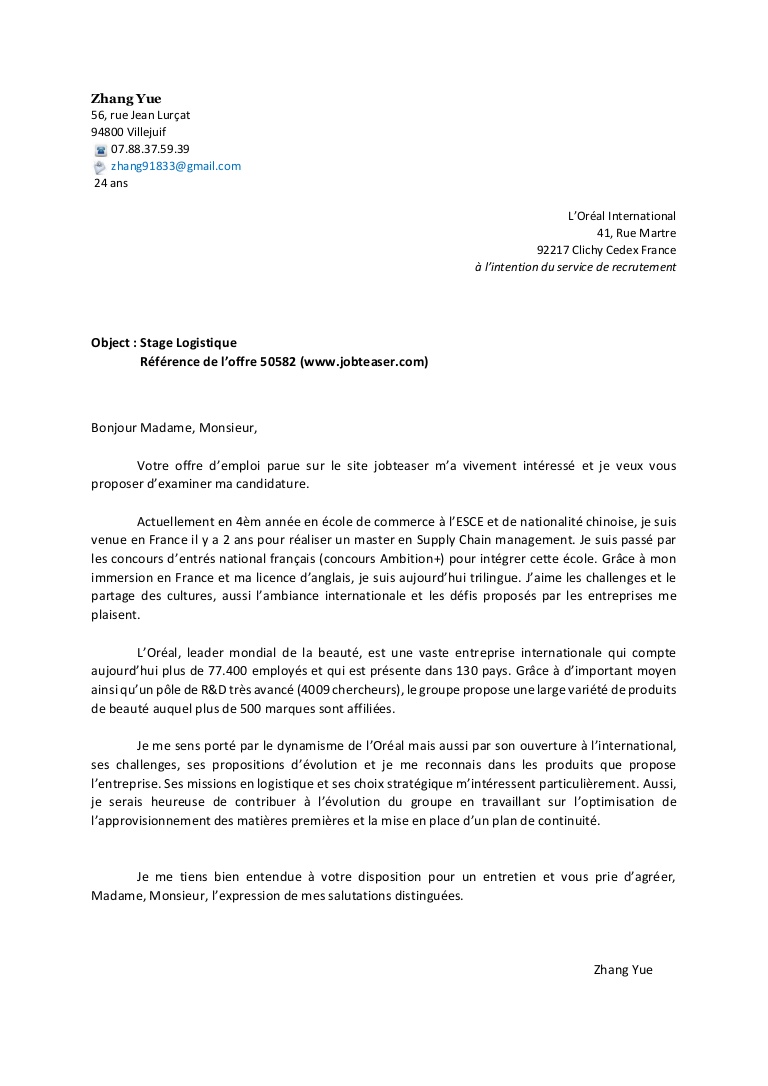 Zhang Yue
56, rue Jean Lurçat
94800 Villejuif
07.88.37.59.39
zhang91833@gmail.com
24 ans
L’Oréal International
41, Rue Martre
92217 Clichy Cedex France
à l’intention du service de recrutement
Object : Stage Logistique
Référence de l’offre 50582 (www.jobteaser.com)
Bonjour Madame, Monsieur,
Votre offre d’emploi parue sur le site jobteaser m’a vivement intéressé et je veux vous
proposer d’examiner ma candidature.
Actuellement en 4èm année en école de commerce à l’ESCE et de nationalité chinoise, je suis
venue en France il y a 2 ans pour réaliser un master en Supply Chain management. Je suis passé par
les concours d’entrés national français (concours Ambition+) pour intégrer cette école. Grâce à mon
immersion en France et ma licence d’anglais, je suis aujourd’hui trilingue. J’aime les challenges et le
partage des cultures, aussi l’ambiance internationale et les défis proposés par les entreprises me
plaisent.
L’Oréal, leader mondial de la beauté, est une vaste entreprise internationale qui compte
aujourd’hui plus de 77.400 employés et qui est présente dans 130 pays. Grâce à d’important moyen
ainsi qu’un pôle de R&D très avancé (4009 chercheurs), le groupe propose une large variété de produits
de beauté auquel plus de 500 marques sont affiliées.
Je me sens porté par le dynamisme de l’Oréal mais aussi par son ouverture à l’international,
ses challenges, ses propositions d’évolution et je me reconnais dans les produits que propose
l’entreprise. Ses missions en logistique et ses choix stratégique m’intéressent particulièrement. Aussi,
je serais heureuse de contribuer à l’évolution du groupe en travaillant sur l’optimisation de
l’approvisionnement des matières premières et la mise en place d’un plan de continuité.
Je me tiens bien entendue à votre disposition pour un entretien et vous prie d’agréer,
Madame, Monsieur, l’expression de mes salutations distinguées.
Zhang Yue